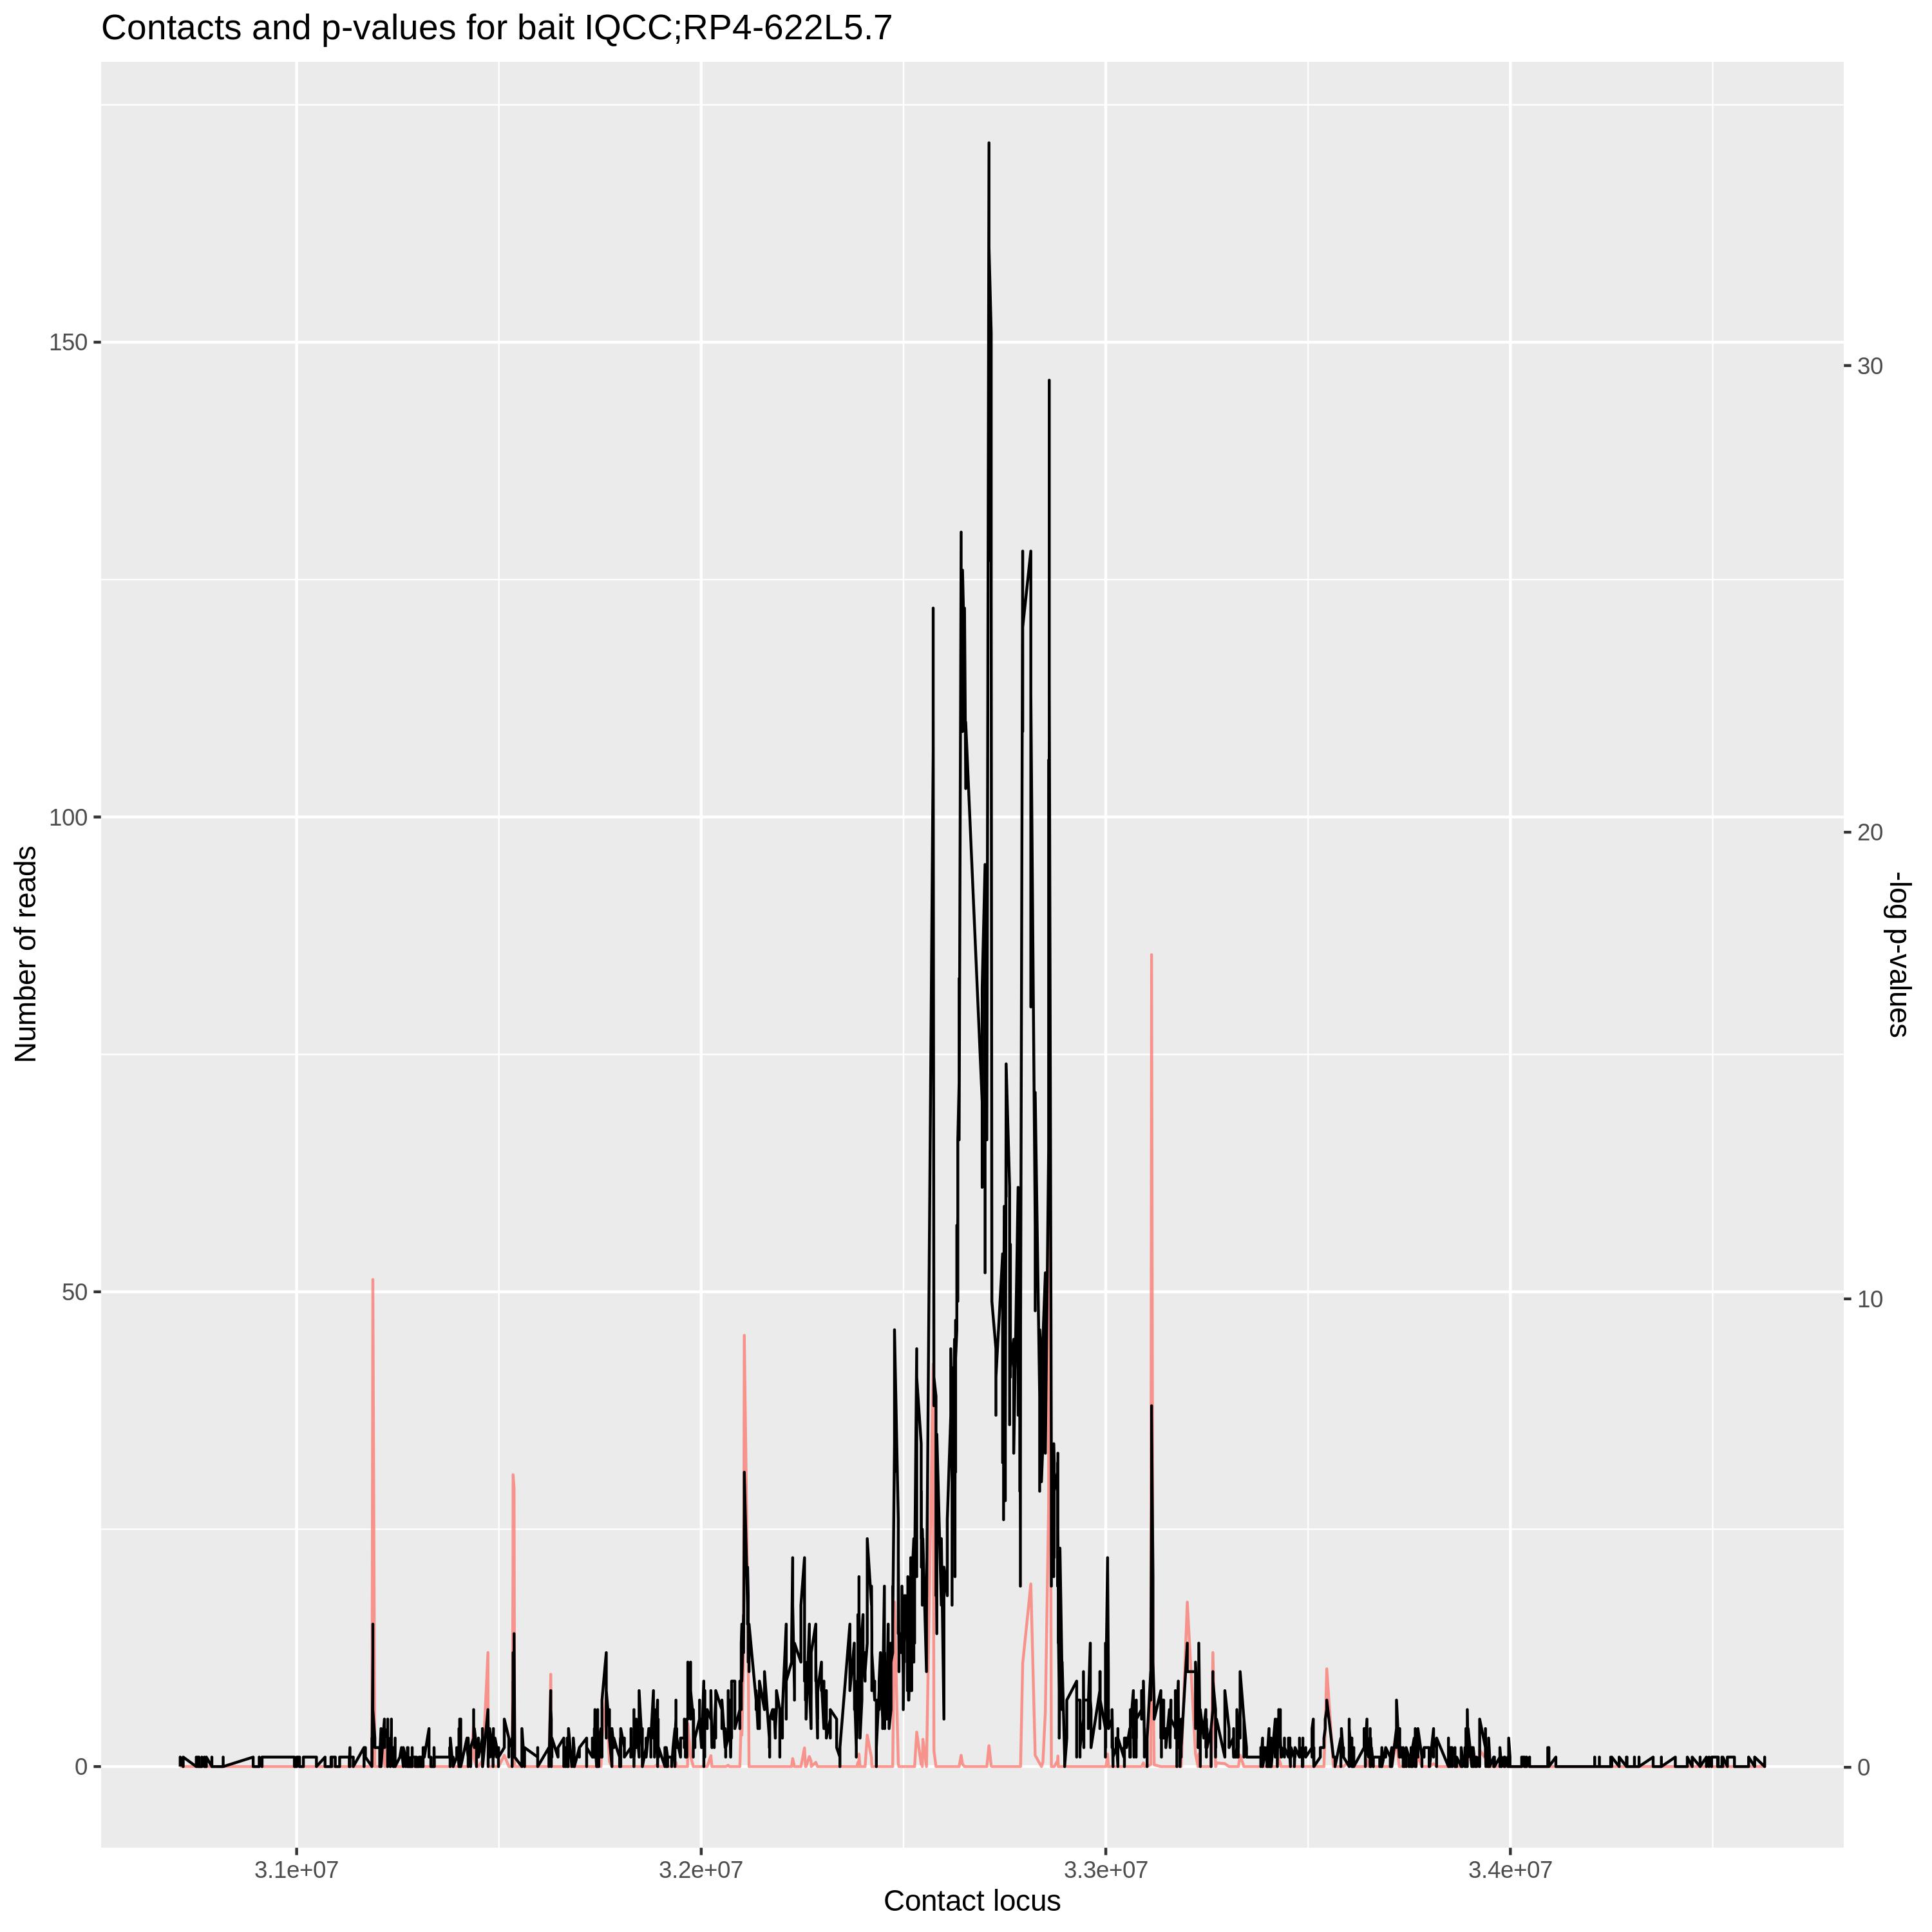 Contacts and p-values for bait IQCC;RP4-622L5.7
150
100
50
0
30
20
10
0
Number of reads
-log p-values
3.1e+07
3.2e+07
3.3e+07
3.4e+07
Contact locus